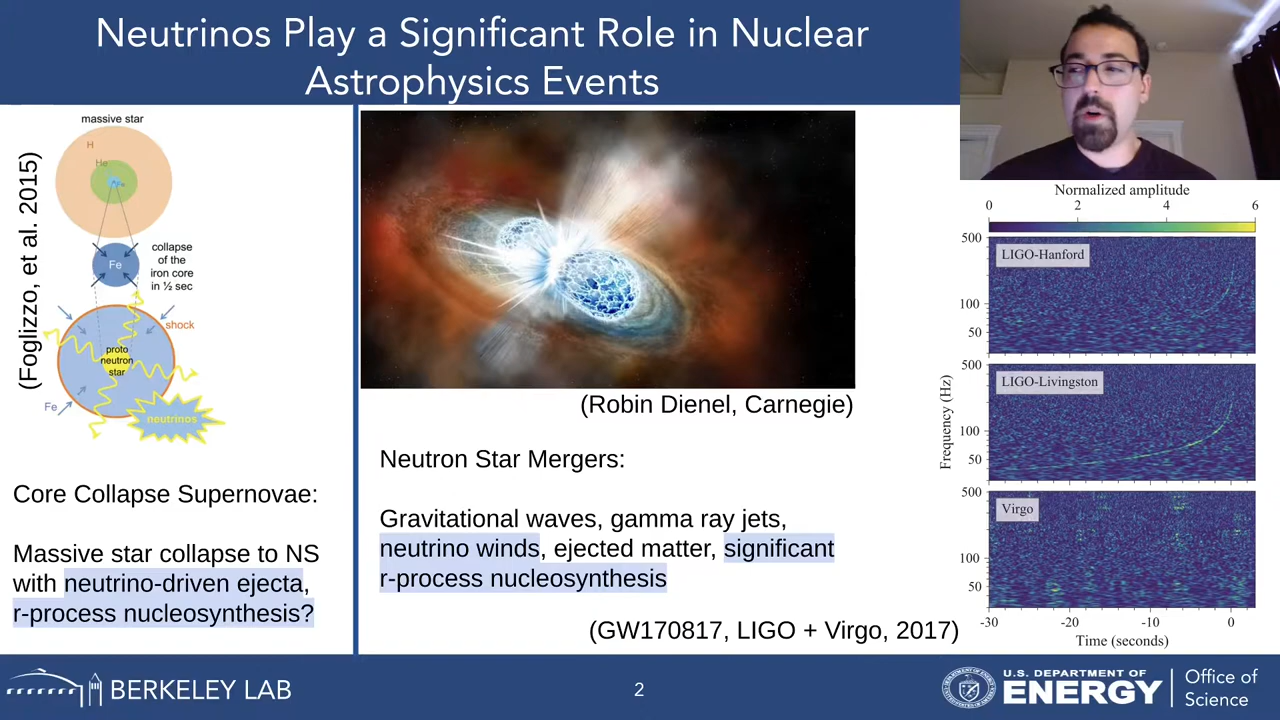 Neutrinos Play a Significant Role in Nuclear
Astrophysics Events
(Foglizzo, et al. 2015)
massive star
H
He
Fe
collapse
of the
iron core
in ½ sec
shock
proto
neutron
star
Fe
neutrinos
Core Collapse Supernovae:
Massive star collapse to NS
with neutrino-driven ejecta,
r-process nucleosynthesis?
(Robin Dienel, Carnegie)
Neutron Star Mergers:
Gravitational waves, gamma ray jets,
neutrino winds, ejected matter, significant
r-process nucleosynthesis
(GW170817, LIGO + Virgo, 2017)
Normalized amplitude
0 2 4 6
500
LIGO-Hanford
100
50
500
LIGO-Livingston
100
50
Frequency (Hz)
500
Virgo
100
50
-30 -20 -10 0
Time (seconds)
BERKELEY LAB
2
U.S. DEPARTMENT OF
ENERGY
Office of
Science